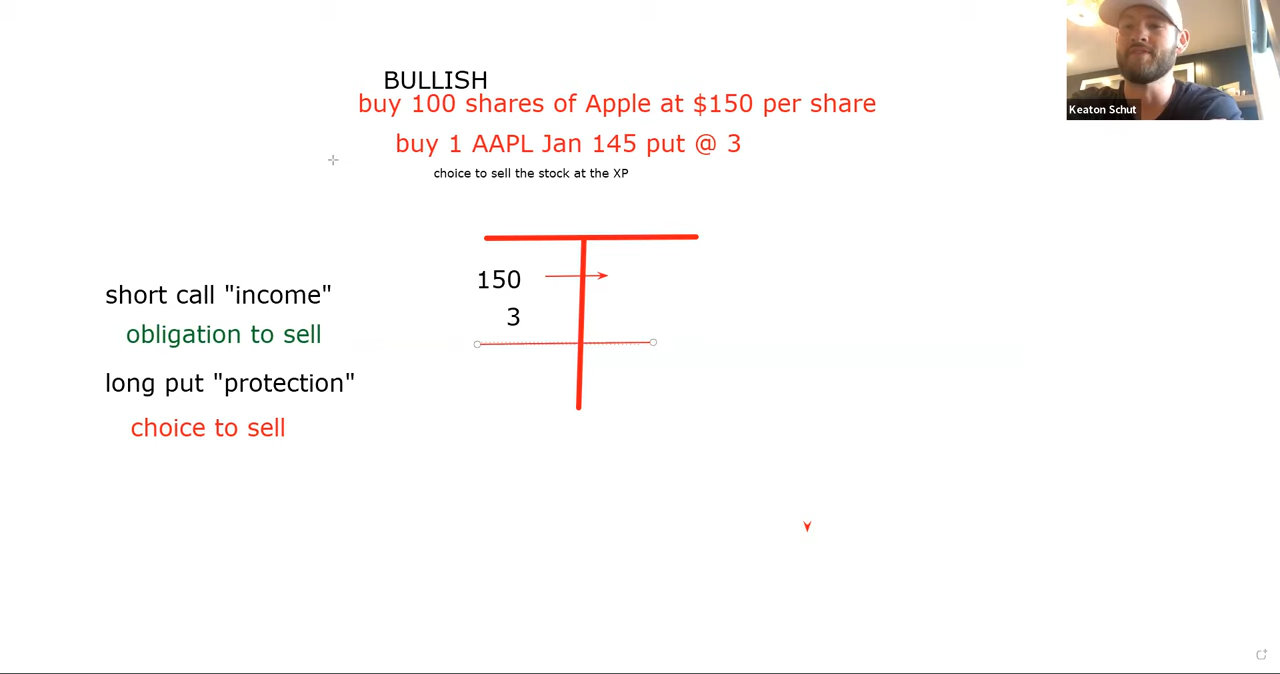 BULLISH
buy 100 shares of Apple at $150 per share
buy 1 AAPL Jan 145 put @ 3
choice to sell the stock at the XP
150
3
short call "income"
obligation to sell
long put "protection"
choice to sell
Keaton Schut